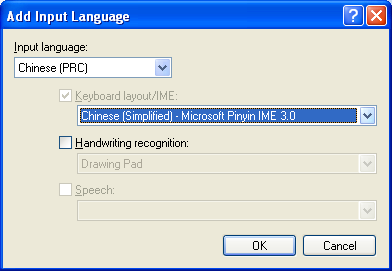 Add Input Language
Input language:
Chinese (PRC)
Keyboard layout/IME:
Chinese (Simplified) - Microsoft Pinyin IME 3.0
Handwriting recognition:
Drawing Pad
Speech:
OK Cancel